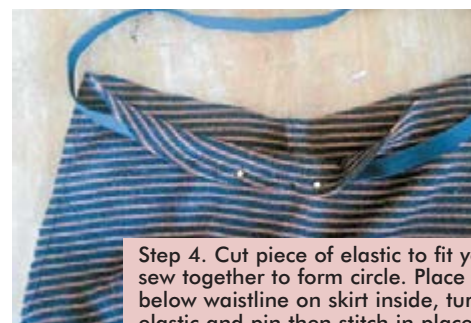 Step 4. Cut piece of elastic to fit
sew together to form circle. Place
below waistline on skirt inside,
elastic and pin then stitch in place